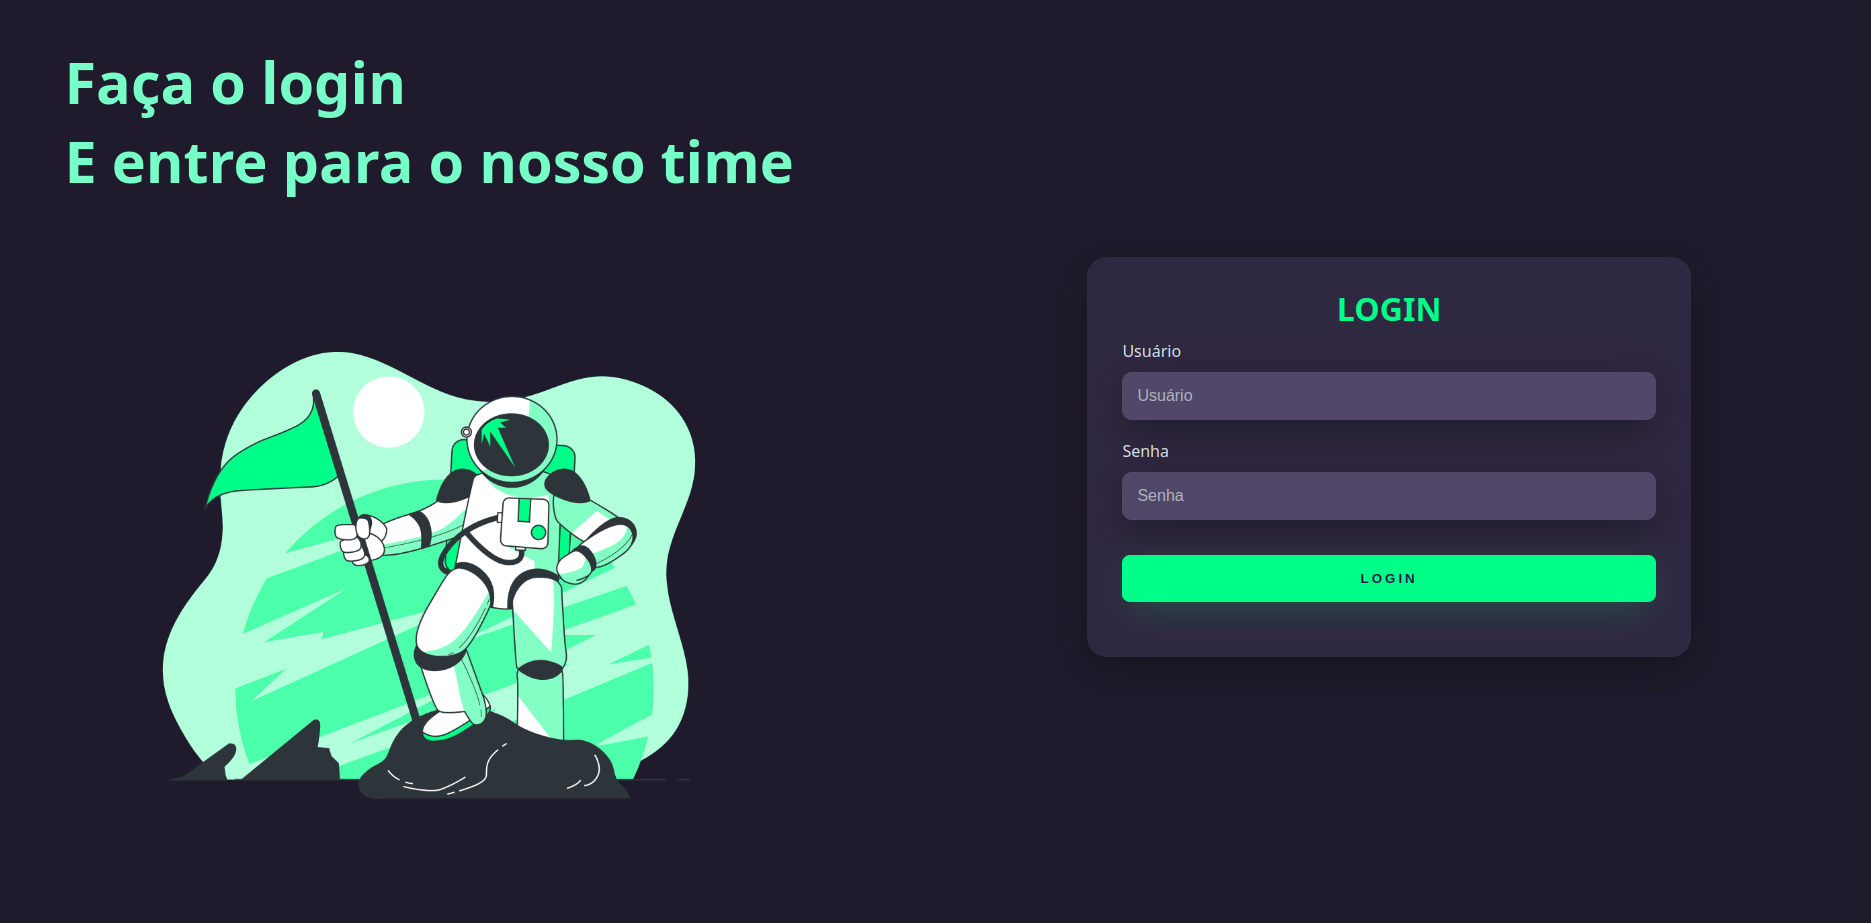 Faça o login
E entre para o nosso time
LOGIN
Usuário
Usuário
Senha
Senha
LOGIN